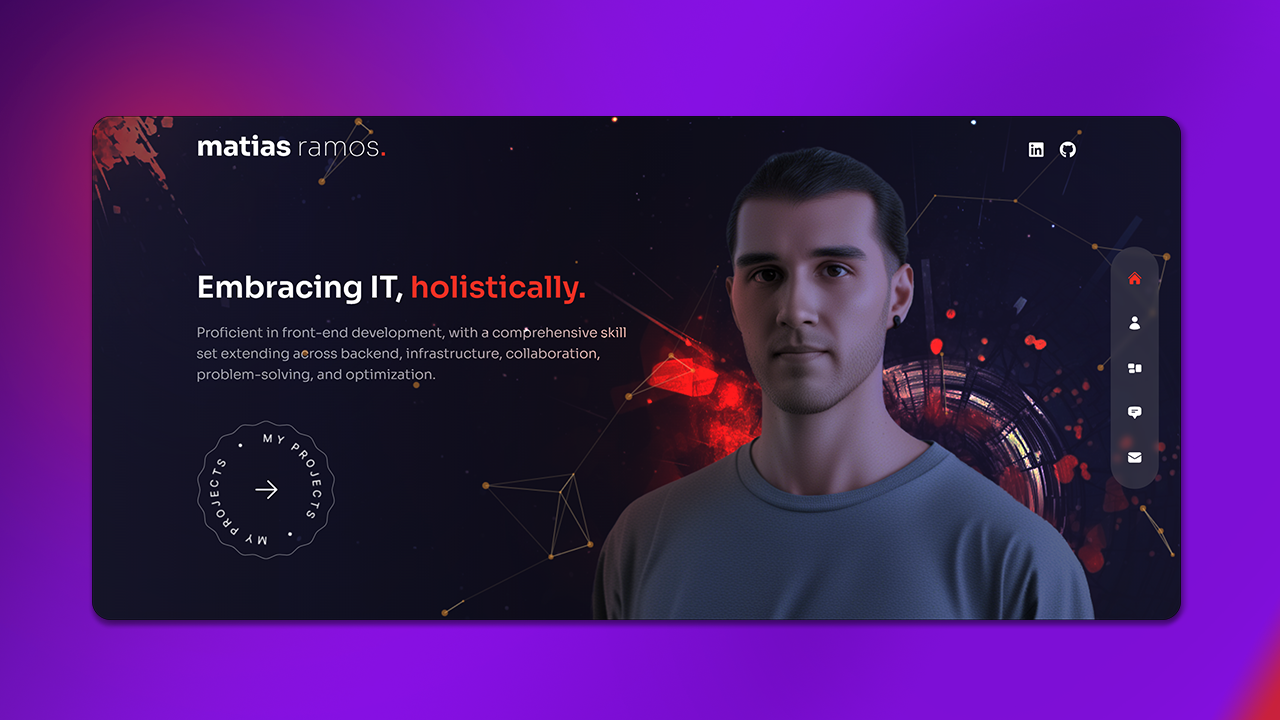 matias ramos.
Embracing IT, holistically.
Proficient in front-end development, with a comprehensive skill
set extending across backend, infrastructure, collaboration,
problem-solving, and optimization.
MY PROJECTS • MY PROJECTS •
in